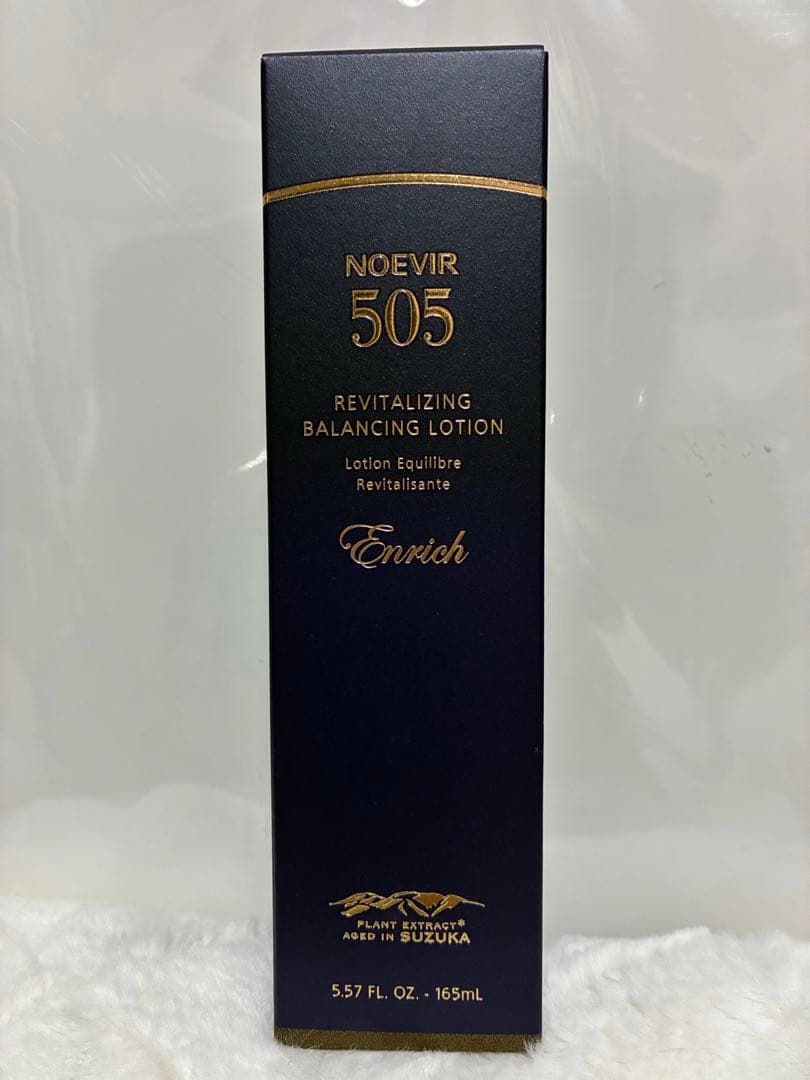 NOEVIR
505
REVITALIZING
BALANCING LOTION
Lotion Equilibre
Revitalisante
Enrich
PLANT EXTRACT*
AGED IN SUZUKA
5.57 FL. OZ. - 165mL